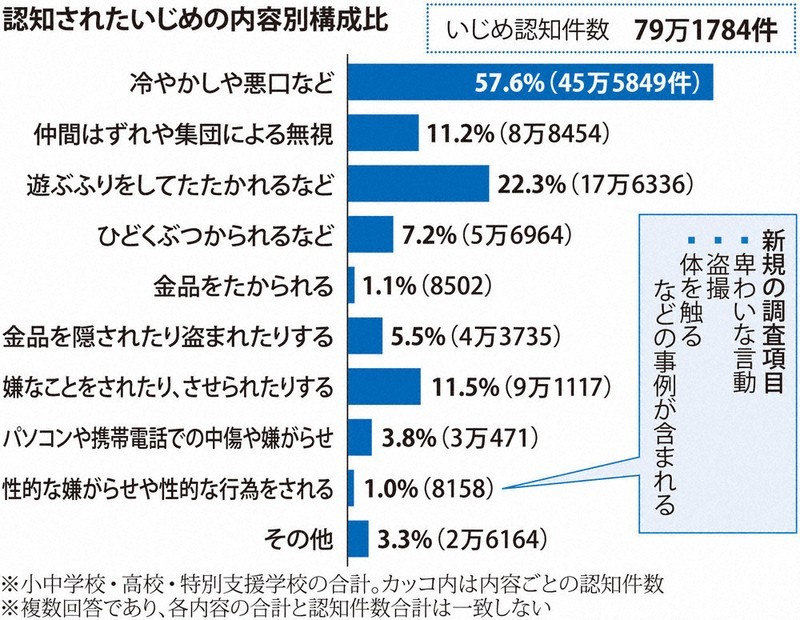 認知されたいじめの内容別構成比
いじめ認知件数 79万1784件
冷やかしや悪口など 57.6%(45万5849件)
仲間はずれや集団による無視 11.2%(8万8454)
遊ぶふりをしてたたかれるなど 22.3%(17万6336)
ひどくぶつかられるなど 7.2%(5万6964)
金品をたかられる 1.1%(8502)
金品を隠されたり盗まれたりする 5.5%(4万3735)
嫌なことをされたり、させられたりする 11.5%(9万1117)
パソコンや携帯電話での中傷や嫌がらせ 3.8%(3万471)
性的な嫌がらせや性的な行為をされる 1.0%(8158)
その他 3.3%(2万6164)
新規の調査項目
▪卑わいな言動
▪盗撮
▪体を触る
などの事例が含まれる
※小中学校・高校・特別支援学校の合計。カッコ内は内容ごとの認知件数
※複数回答であり、各内容の合計と認知件数合計は一致しない